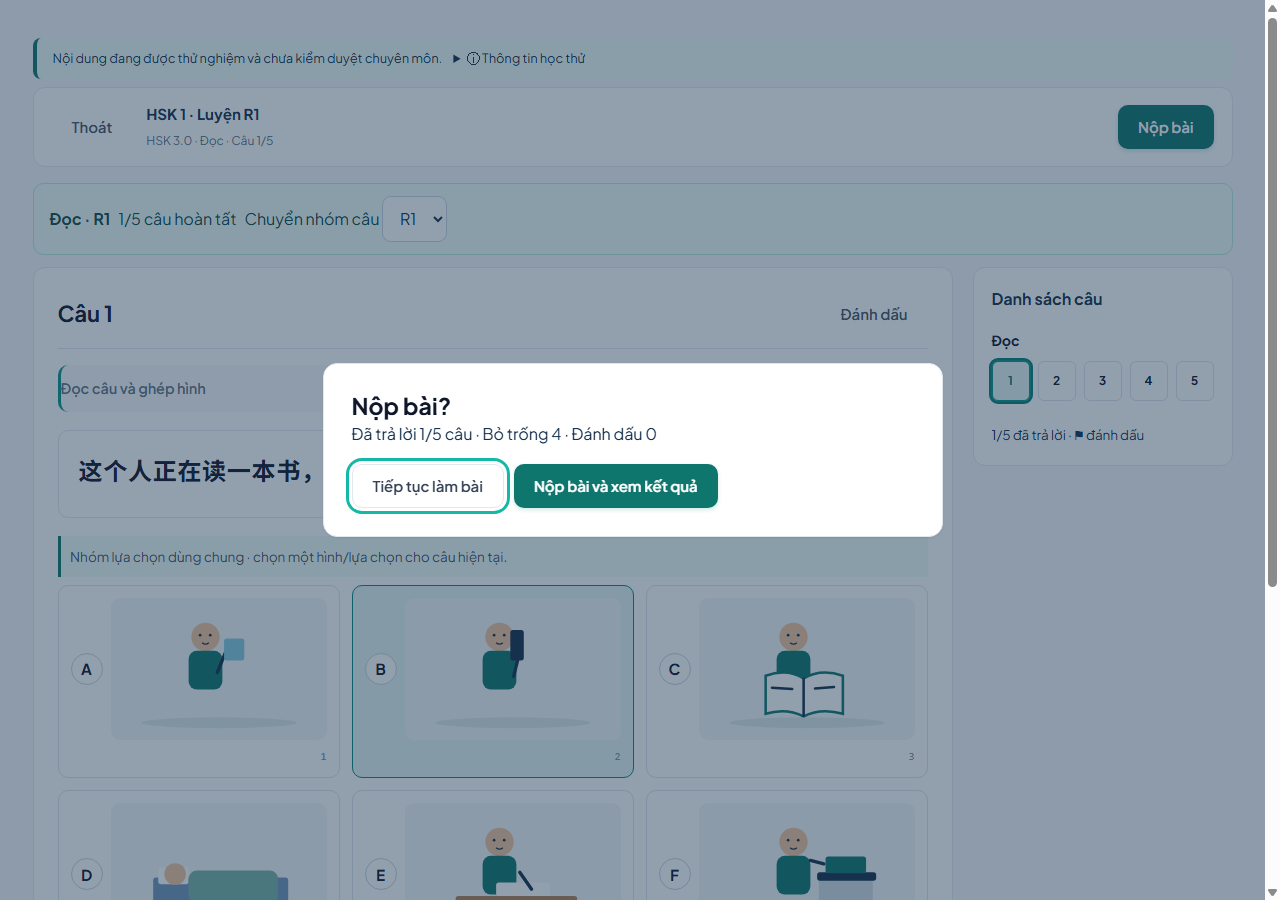 Nội dung đang được thử nghiệm và chưa kiểm duyệt chuyên môn. ▶ ⓘ Thông tin học thử
Thoát
HSK 1 · Luyện R1
HSK 3.0 · Đọc · Câu 1/5
Nộp bài
Đọc · R1 1/5 câu hoàn tất Chuyển nhóm câu R1
Câu 1
Đánh dấu
Đọc câu và ghép hình
这个人正在读一本书，
Nộp bài?
Đã trả lời 1/5 câu · Bỏ trống 4 · Đánh dấu 0
Tiếp tục làm bài
Nộp bài và xem kết quả
Nhóm lựa chọn dùng chung · chọn một hình/lựa chọn cho câu hiện tại.
A
1
B
2
C
3
D
E
F
Danh sách câu
Đọc
1 2 3 4 5
1/5 đã trả lời · ⚑ đánh dấu